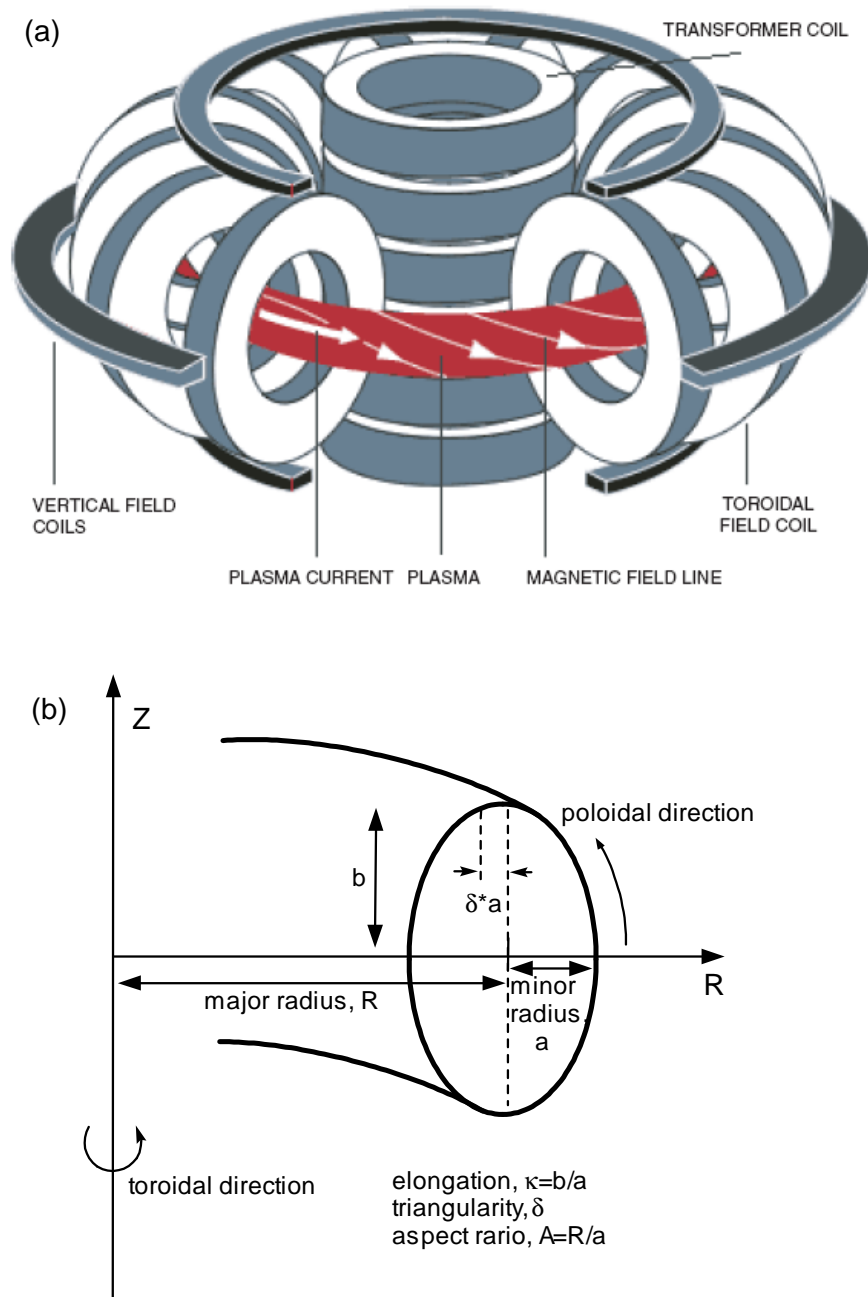 (a)
TRANSFORMER COIL
VERTICAL FIELD
COILS
TOROIDAL
FIELD COIL
PLASMA CURRENT
PLASMA
MAGNETIC FIELD LINE
(b)
Z
poloidal direction
b
δ*a
R
major radius, R
minor
radius,
a
toroidal direction
elongation, κ=b/a
triangularity, δ
aspect rario, A=R/a